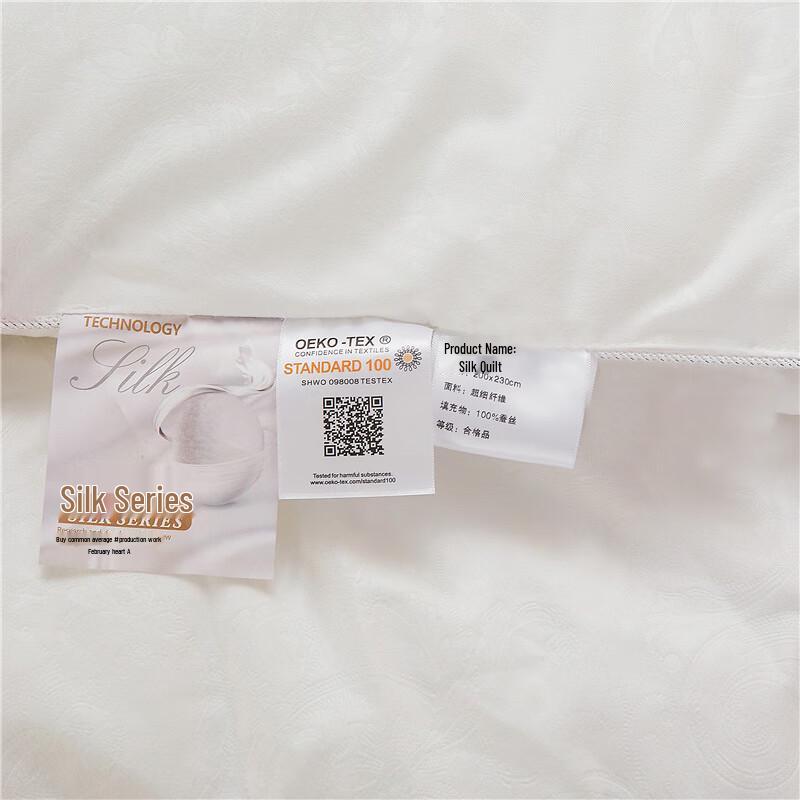 TECHNOLOGY
Silk
Silk Series
SILK SERIES
Buy common average #production work
February heart A
OEKO -TEX ®
CONFIDENCE IN TEXTILES
STANDARD 100
SHWO 098008 TESTEX
Tested for harmful substances.
www.oeko-tex.com/standard100
Product Name:
Silk Quilt
200x230cm
面料: 超细纤维
填充物: 100%蚕丝
等级: 合格品